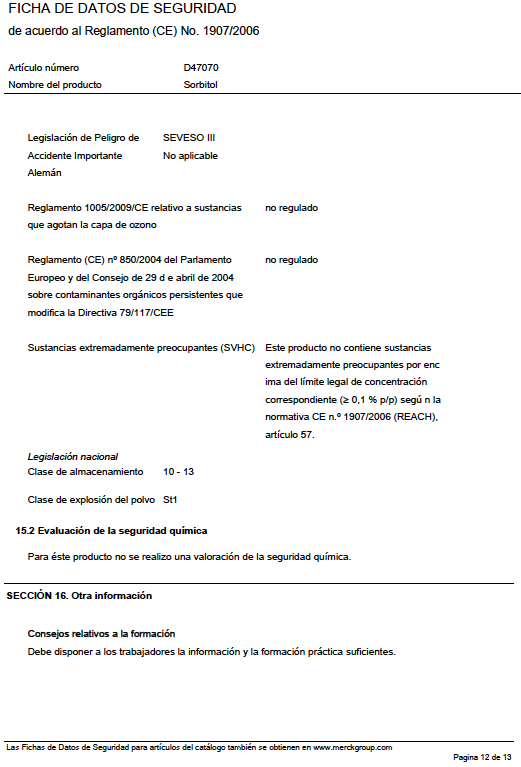 FICHA DE DATOS DE SEGURIDAD
de acuerdo al Reglamento (CE) No. 1907/2006
Artículo número D47070
Nombre del producto Sorbitol
Legislación de Peligro de SEVESO III
Accidente Importante No aplicable
Alemán
Reglamento 1005/2009/CE relativo a sustancias no regulado
que agotan la capa de ozono
Reglamento (CE) nº 850/2004 del Parlamento no regulado
Europeo y del Consejo de 29 d e abril de 2004
sobre contaminantes orgánicos persistentes que
modifica la Directiva 79/117/CEE
Sustancias extremadamente preocupantes (SVHC) Este producto no contiene sustancias
extremadamente preocupantes por enc
ima del límite legal de concentración
correspondiente (≥ 0,1 % p/p) segú n la
normativa CE n.º 1907/2006 (REACH),
artículo 57.
Legislación nacional
Clase de almacenamiento 10 - 13
Clase de explosión del polvo St1
15.2 Evaluación de la seguridad química
Para éste producto no se realizo una valoración de la seguridad química.
SECCIÓN 16. Otra información
Consejos relativos a la formación
Debe disponer a los trabajadores la información y la formación práctica suficientes.
Las Fichas de Datos de Seguridad para artículos del catálogo también se obtienen en www.merckgroup.com
Pagina 12 de 13